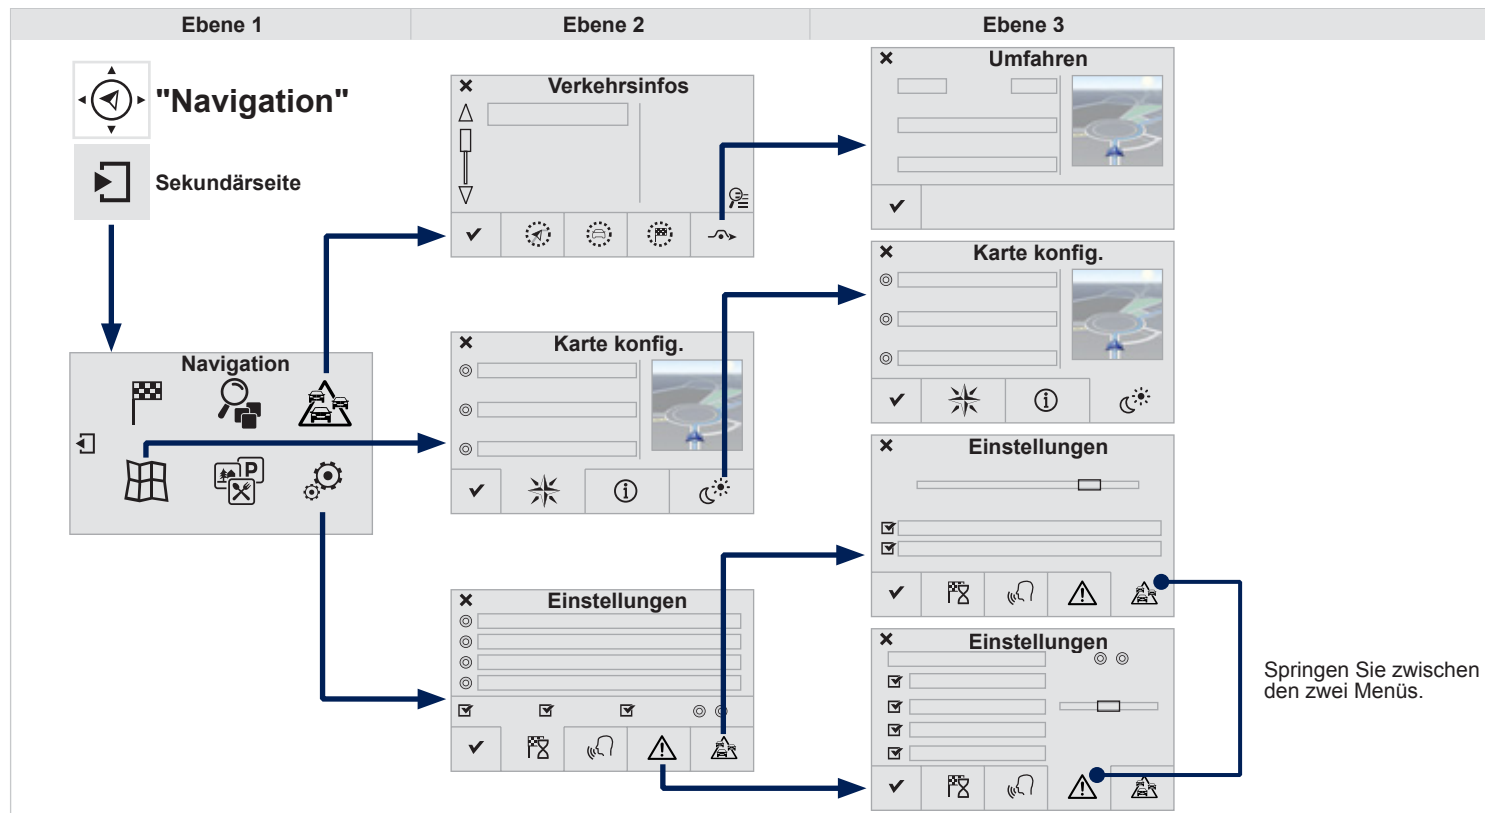 Ebene 1
Ebene 2
Ebene 3
"Navigation"
Sekundärseite
Navigation
P
Verkehrsinfos
Karte konfig.
Einstellungen
Umfahren
Karte konfig.
Einstellungen
Einstellungen
Springen Sie zwischen
den zwei Menüs.